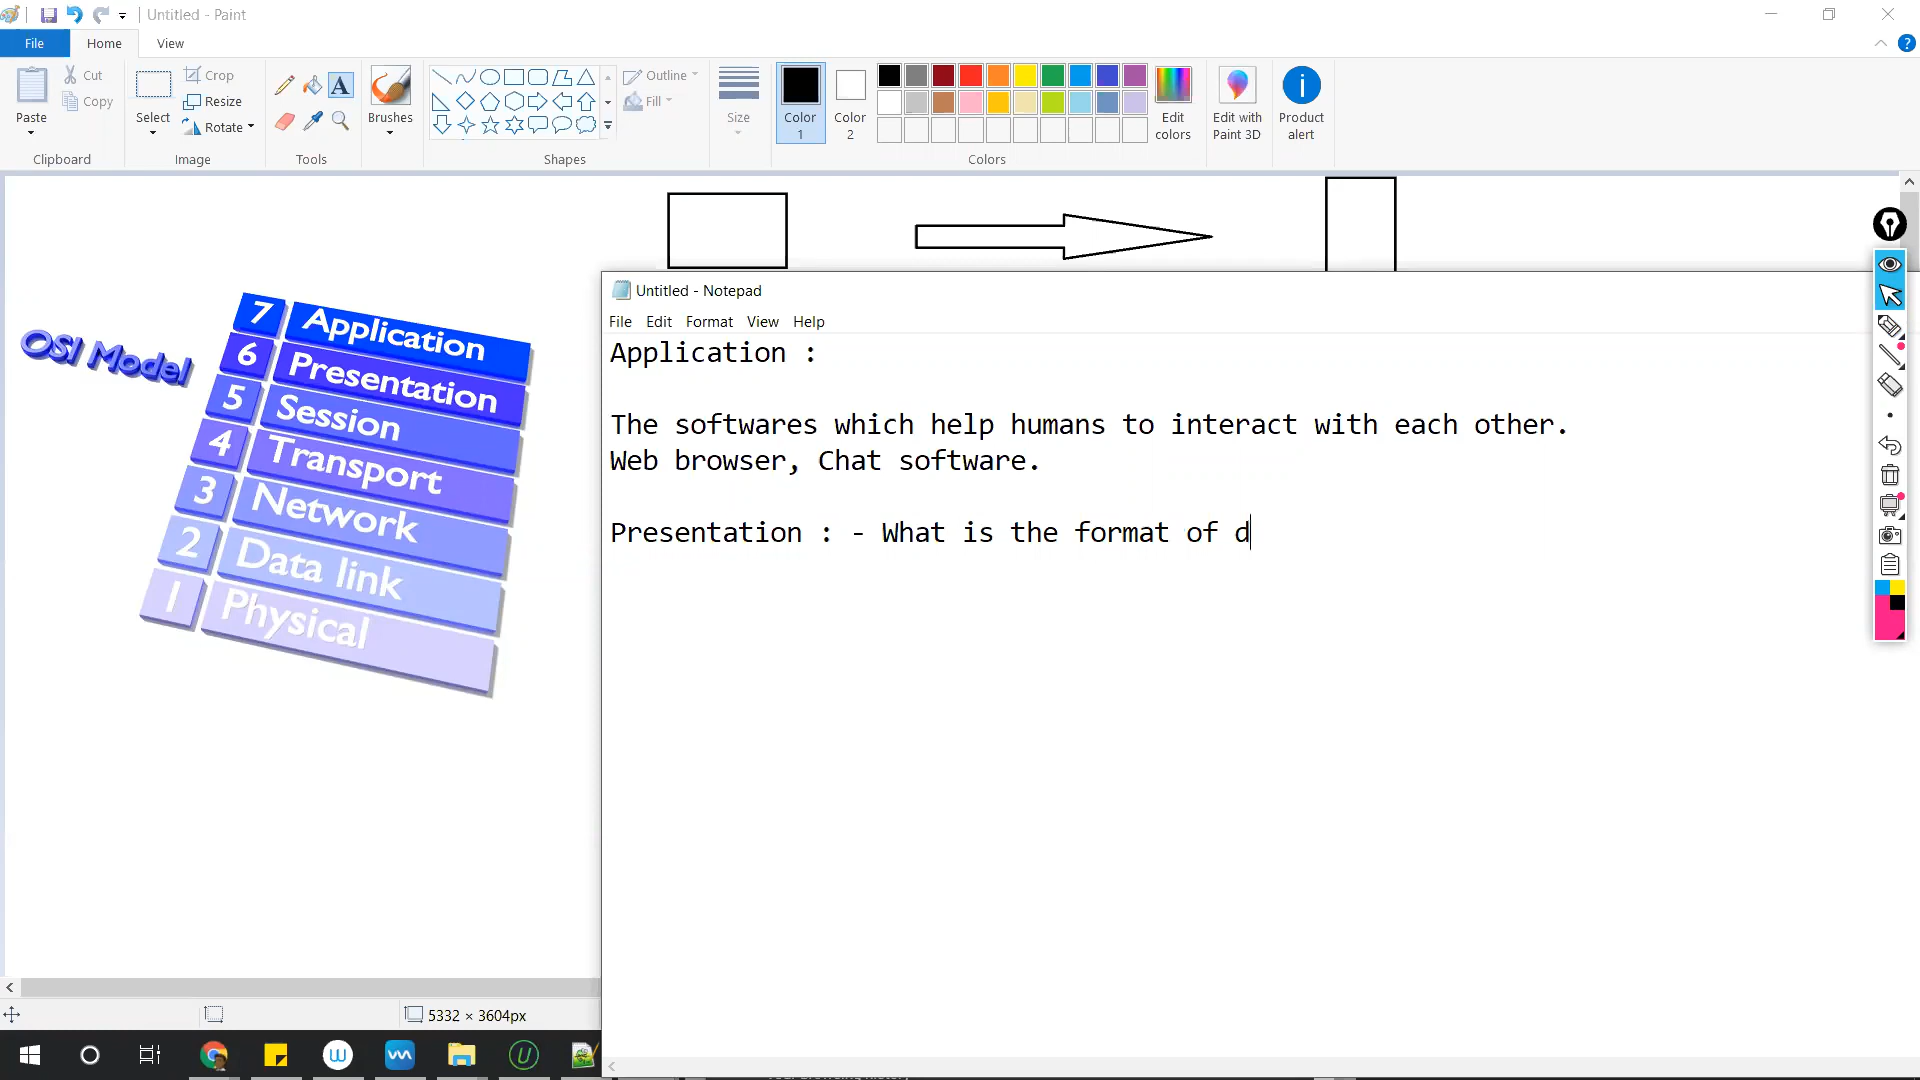 Untitled - Paint
File Home View
Paste
Cut
Copy
Clipboard
Select
Crop
Resize
Rotate
Image
Tools
Brushes
Shapes
Outline
Fill
Size
Color 1
Color 2
Colors
Edit colors
Edit with Paint 3D
Product alert
OSI Model
7 Application
6 Presentation
5 Session
4 Transport
3 Network
2 Data link
1 Physical
Untitled - Notepad
File Edit Format View Help
Application :
The softwares which help humans to interact with each other.
Web browser, Chat software.
Presentation : - What is the format of d
5332 × 3604px